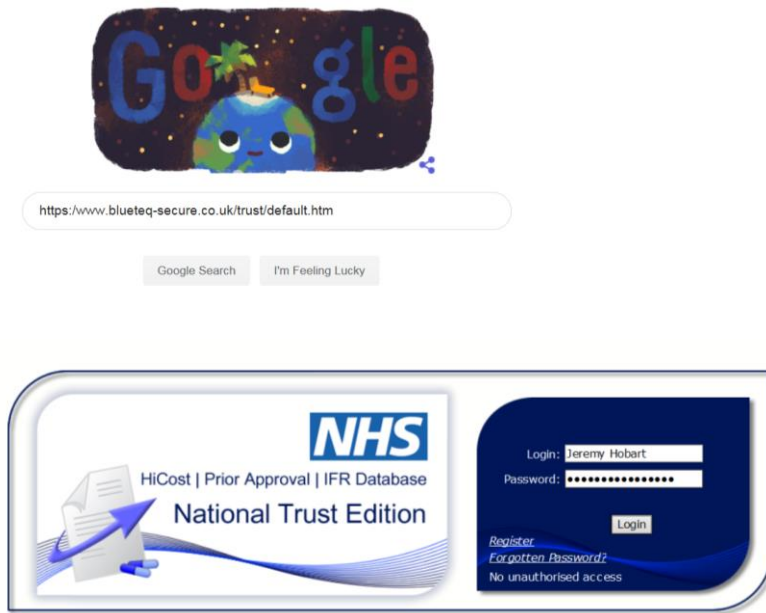 Google
https:/www.blueteq-secure.co.uk/trust/default.htm
Google Search
I'm Feeling Lucky
NHS
HiCost | Prior Approval | IFR Database
National Trust Edition
Login: Jeremy Hobart
Password: ●●●●●●●●●●●●●●●●
Login
Register
Forgotten Password?
No unauthorised access